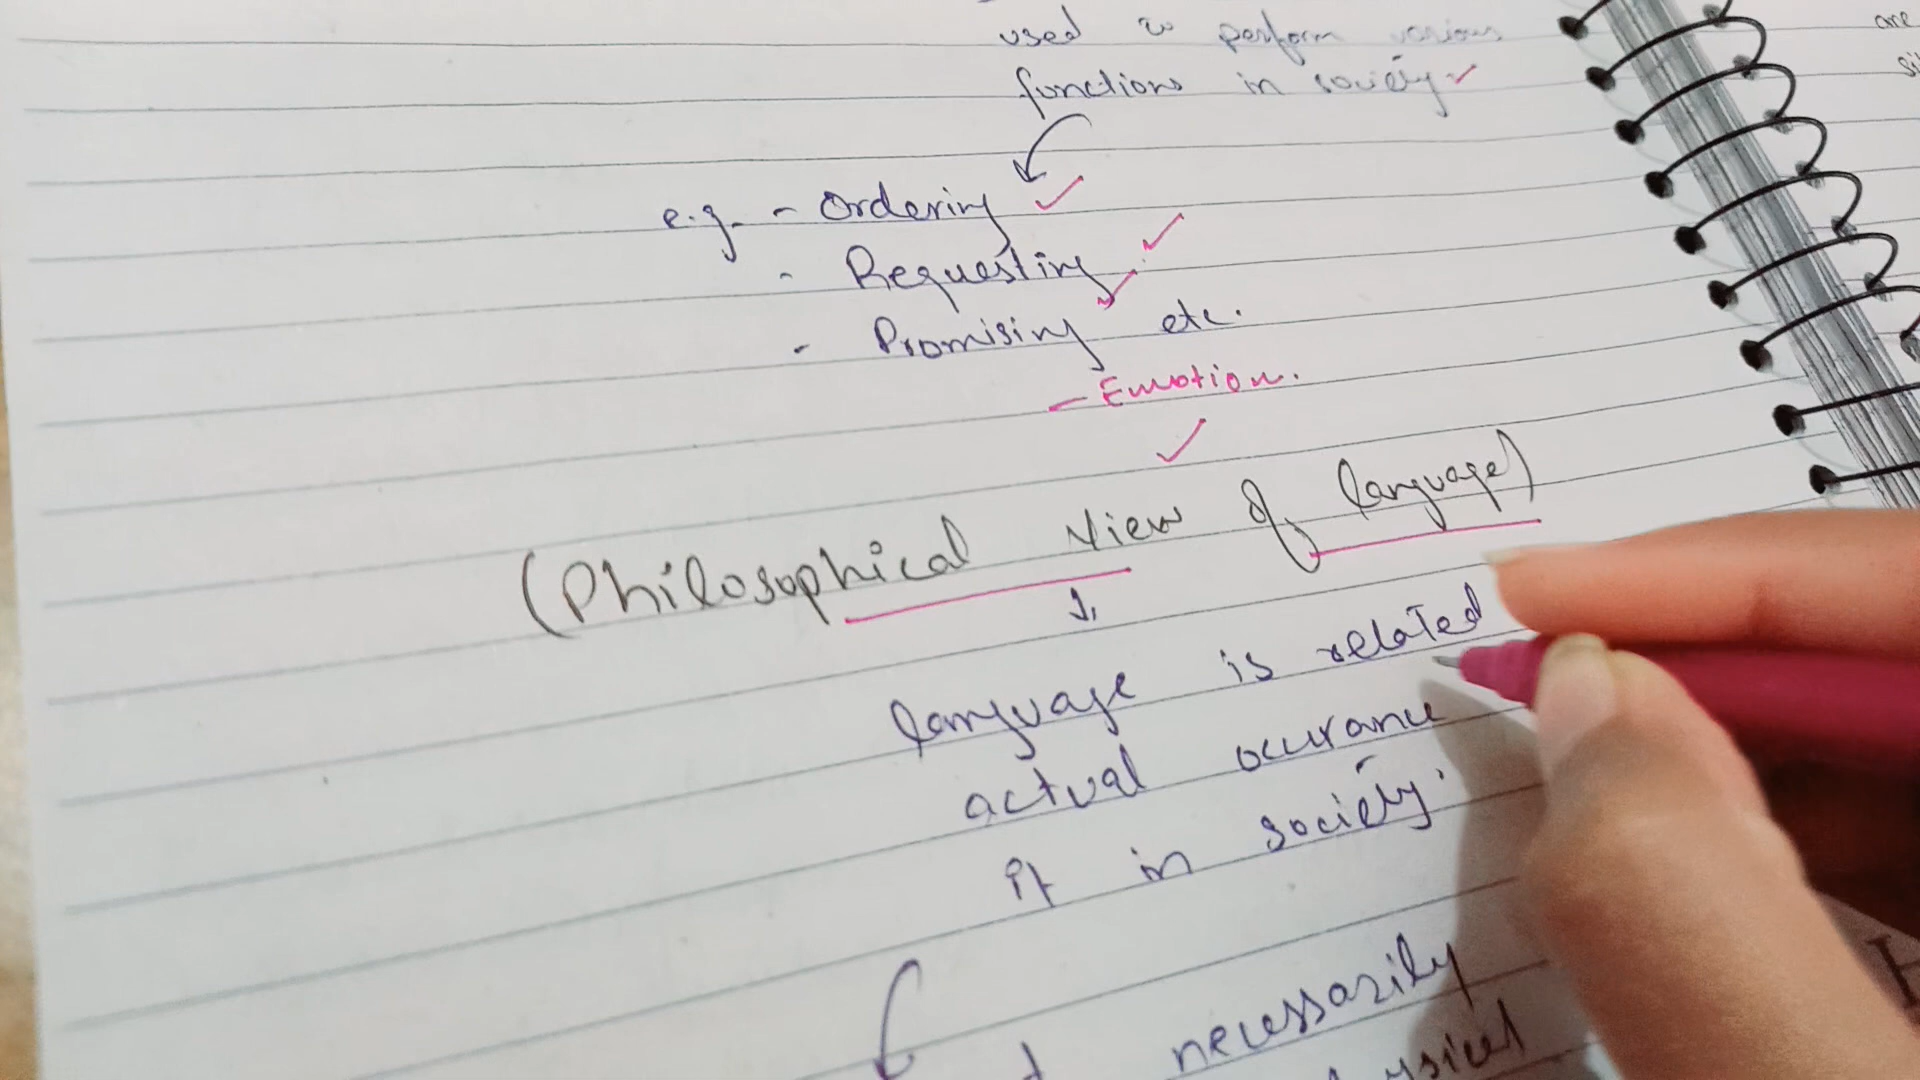 used to perform various
functions in society
e.g. - Ordering
- Requesting
- Promising etc.
- Emotion.
(Philosophical View of language)
language is related
actual occurance
it in society.
necessarily
are